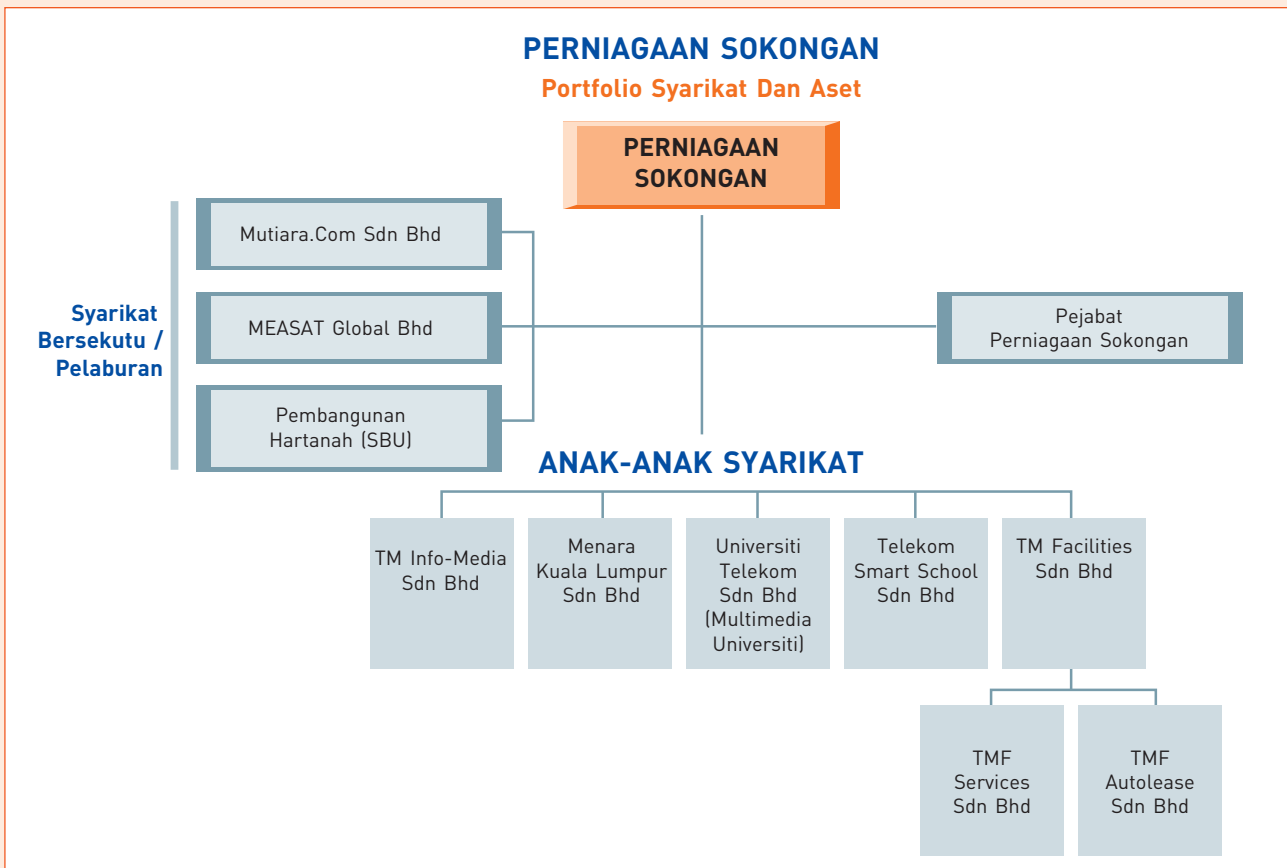 PERNIAGAAN SOKONGAN
Portfolio Syarikat Dan Aset
PERNIAGAAN
SOKONGAN
Syarikat
Bersekutu /
Pelaburan
Mutiara.Com Sdn Bhd
MEASAT Global Bhd
Pembangunan
Hartanah (SBU)
Pejabat
Perniagaan Sokongan
ANAK-ANAK SYARIKAT
TM Info-Media
Sdn Bhd
Menara
Kuala Lumpur
Sdn Bhd
Universiti
Telekom
Sdn Bhd
(Multimedia
Universiti)
Telekom
Smart School
Sdn Bhd
TM Facilities
Sdn Bhd
TMF
Services
Sdn Bhd
TMF
Autolease
Sdn Bhd